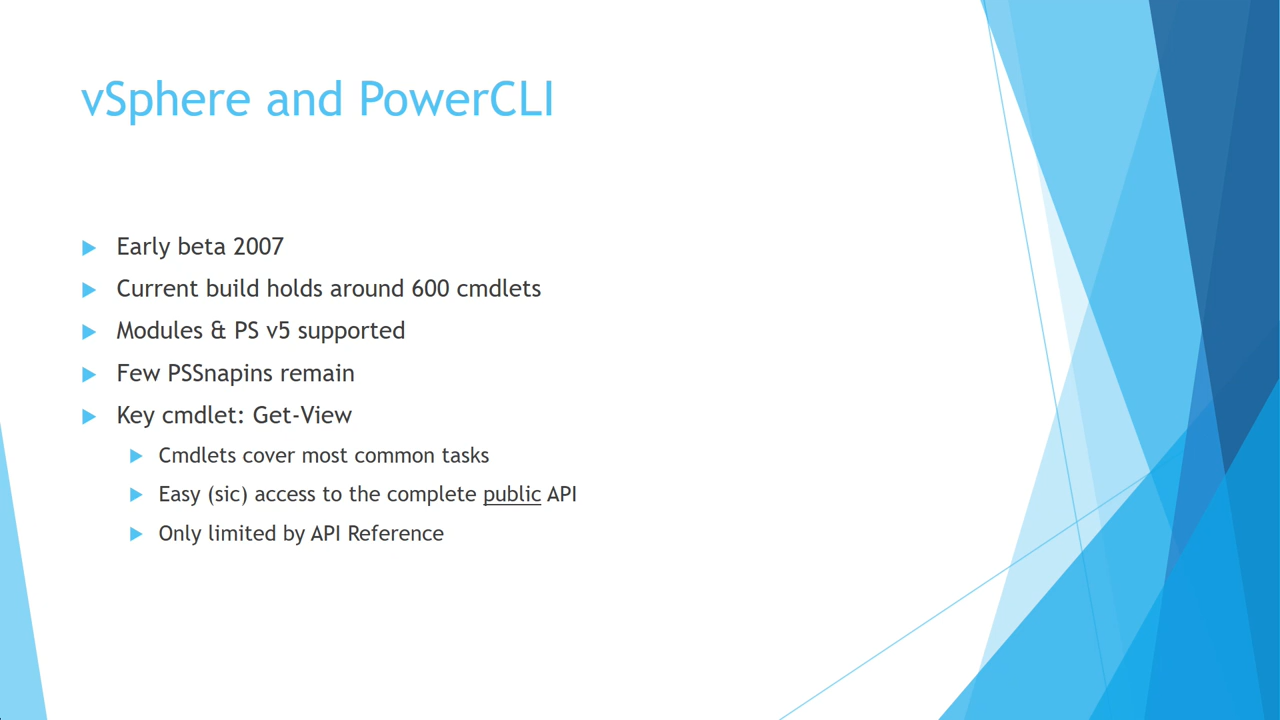 vSphere and PowerCLI
Early beta 2007
Current build holds around 600 cmdlets
Modules & PS v5 supported
Few PSSnapins remain
Key cmdlet: Get-View
Cmdlets cover most common tasks
Easy (sic) access to the complete public API
Only limited by API Reference